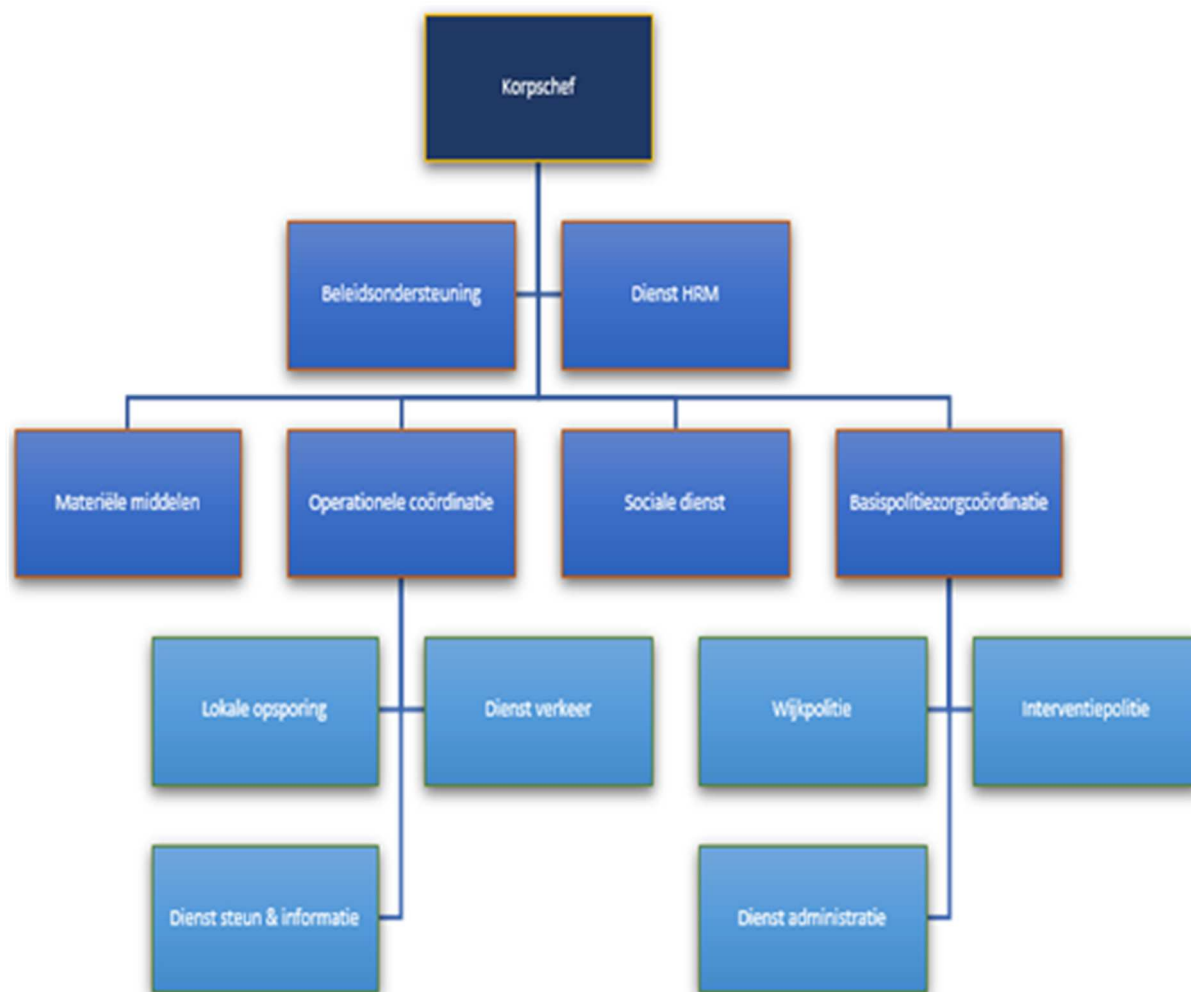 Korpschef
Beleidsondersteuning
Dienst HRM
Materiële middelen
Operationele coördinatie
Sociale dienst
Basispolitiezorgcoördinatie
Lokale opsporing
Dienst verkeer
Wijkpolitie
Interventiepolitie
Dienst steun & informatie
Dienst administratie